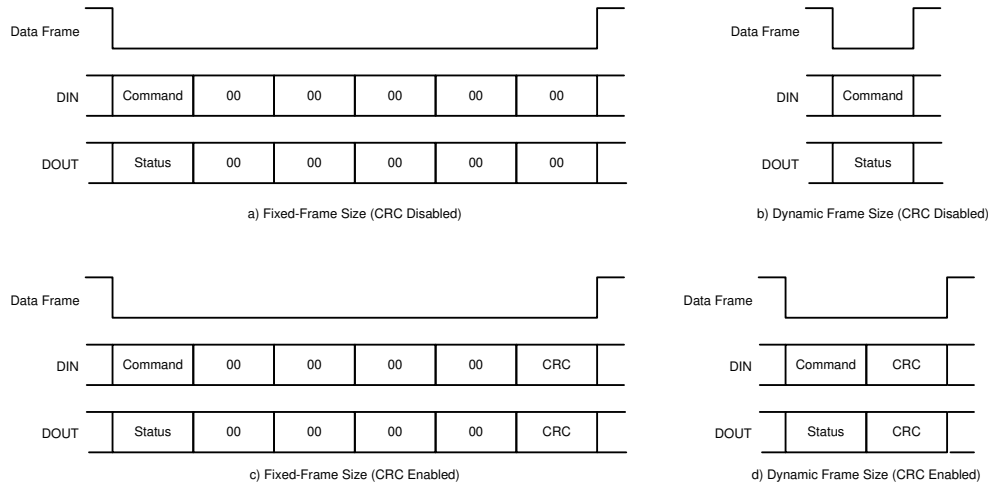 Data Frame
DIN Command 00 00 00 00 00
DOUT Status 00 00 00 00 00
a) Fixed-Frame Size (CRC Disabled)
Data Frame
DIN Command
DOUT Status
b) Dynamic Frame Size (CRC Disabled)
Data Frame
DIN Command 00 00 00 00 CRC
DOUT Status 00 00 00 00 CRC
c) Fixed-Frame Size (CRC Enabled)
Data Frame
DIN Command CRC
DOUT Status CRC
d) Dynamic Frame Size (CRC Enabled)